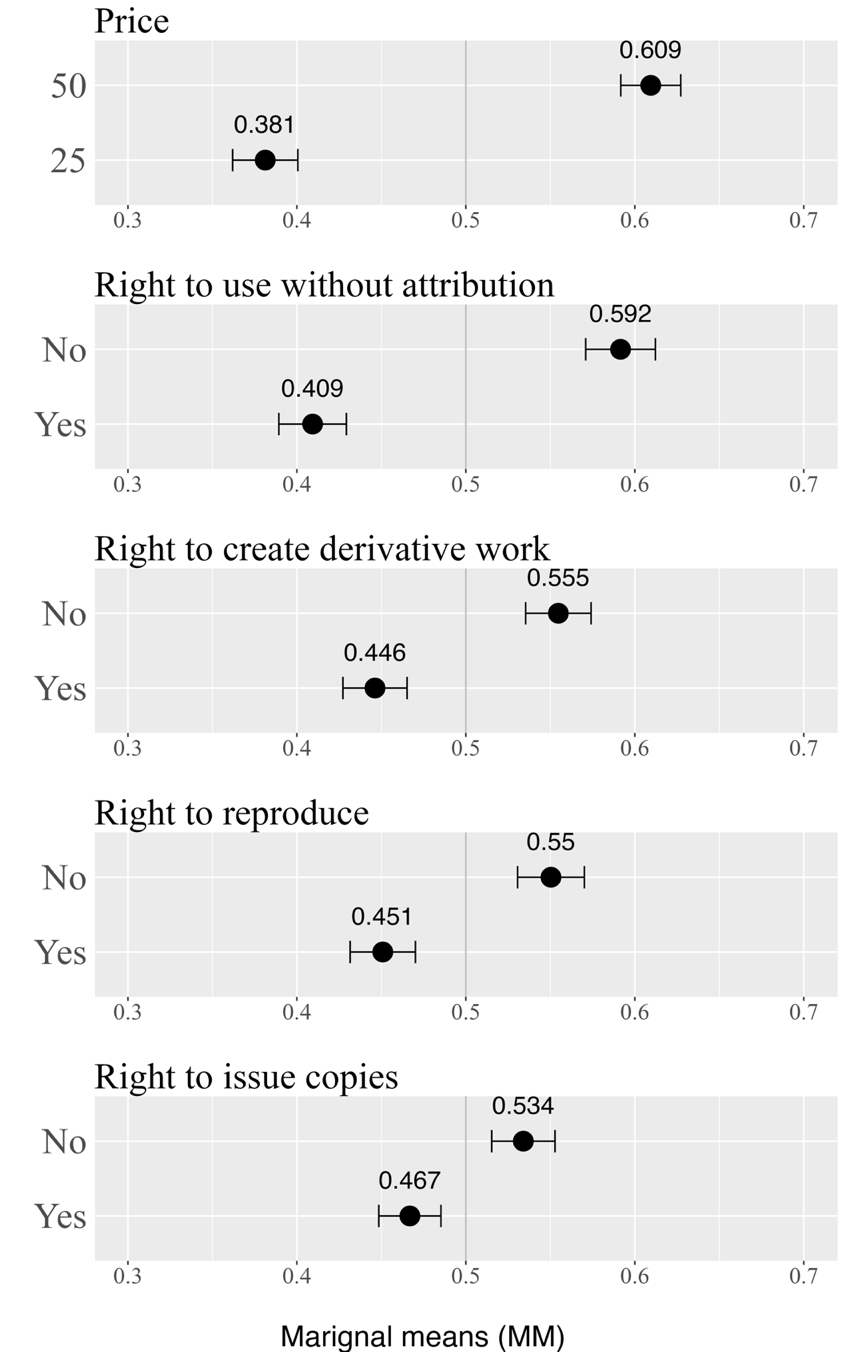 Price
0.609
50
0.381
25
0.3 0.4 0.5 0.6 0.7
Right to use without attribution
0.592
No
0.409
Yes
0.3 0.4 0.5 0.6 0.7
Right to create derivative work
0.555
No
0.446
Yes
0.3 0.4 0.5 0.6 0.7
Right to reproduce
0.55
No
0.451
Yes
0.3 0.4 0.5 0.6 0.7
Right to issue copies
0.534
No
0.467
Yes
0.3 0.4 0.5 0.6 0.7
Marignal means (MM)